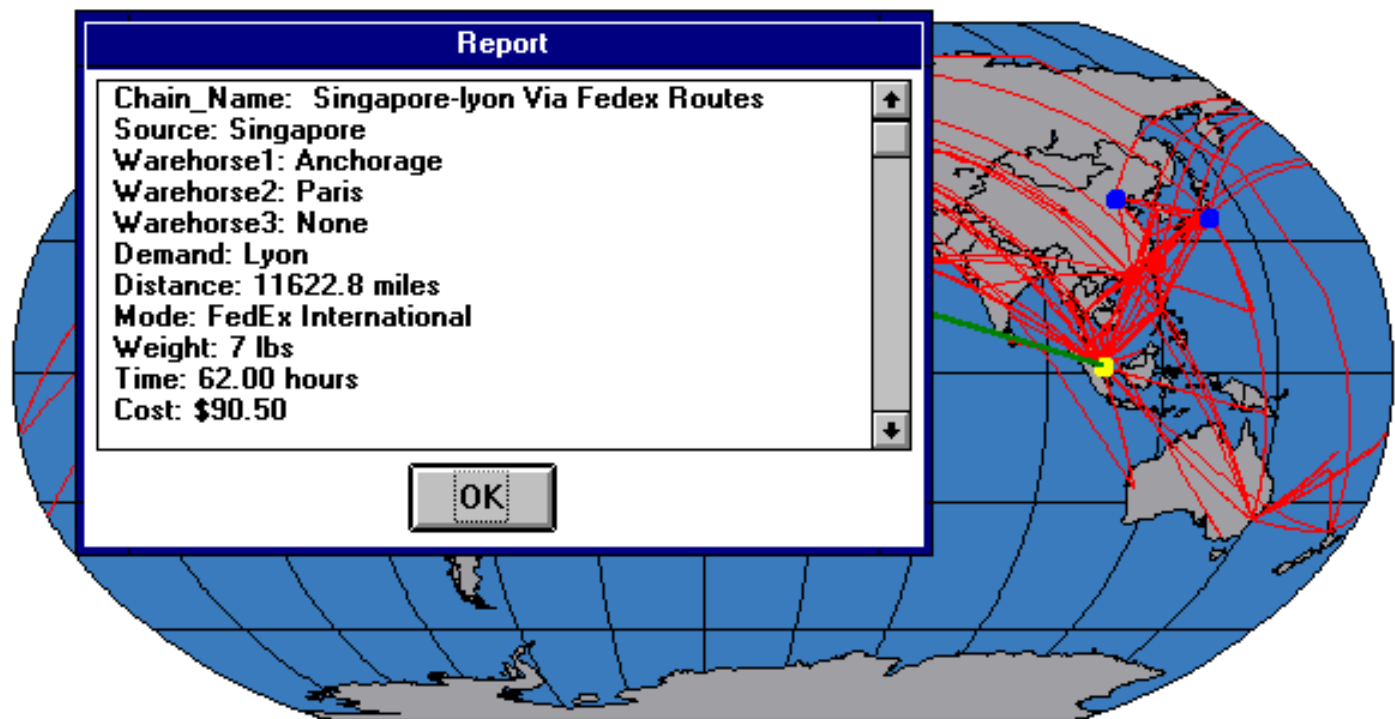 Report
Chain_Name: Singapore-lyon Via Fedex Routes
Source: Singapore
Warehorse1: Anchorage
Warehorse2: Paris
Warehorse3: None
Demand: Lyon
Distance: 11622.8 miles
Mode: FedEx International
Weight: 7 lbs
Time: 62.00 hours
Cost: $90.50
OK